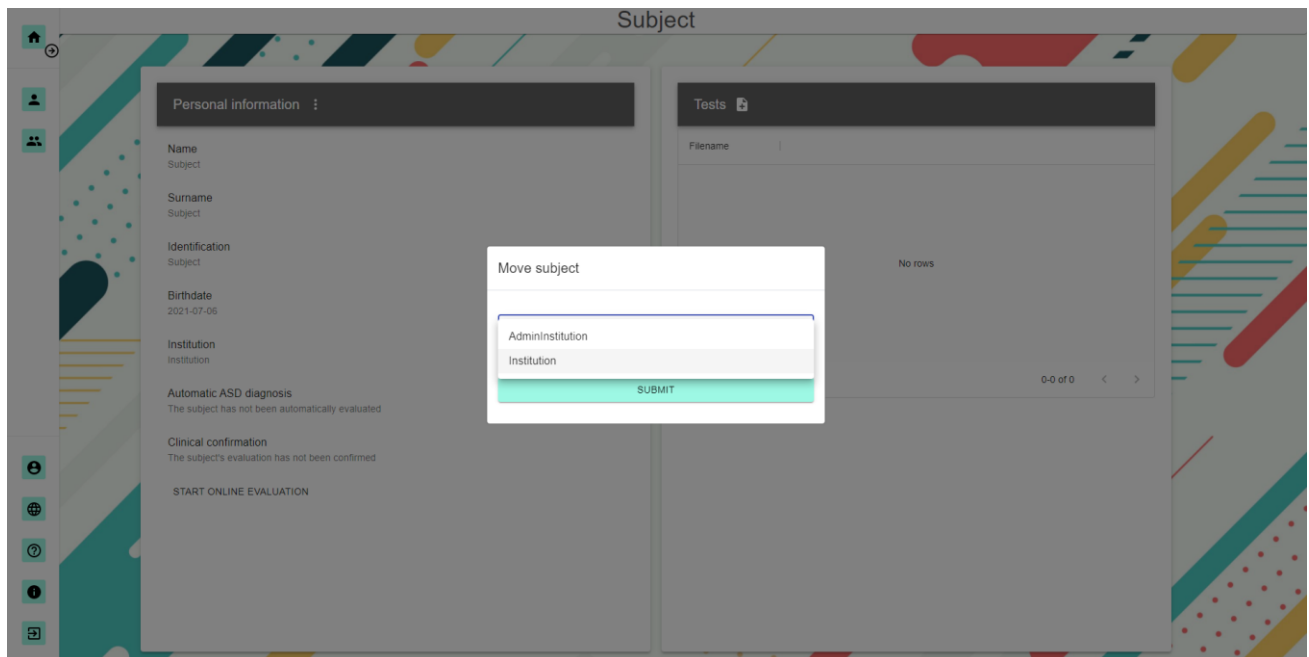 Subject
Personal information
Name
Subject
Surname
Subject
Identification
Subject
Birthdate
2021-07-06
Institution
Institution
Automatic ASD diagnosis
The subject has not been automatically evaluated
Clinical confirmation
The subject's evaluation has not been confirmed
START ONLINE EVALUATION
Move subject
AdminInstitution
Institution
SUBMIT
Tests
Filename
No rows
0-0 of 0